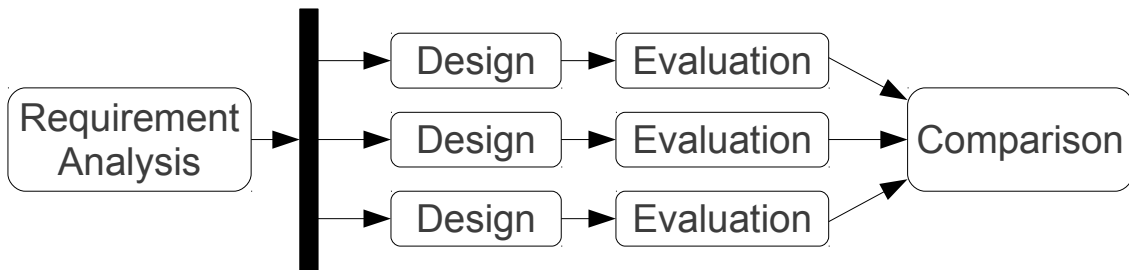 Requirement
Analysis
Design
Evaluation
Design
Evaluation
Comparison
Design
Evaluation